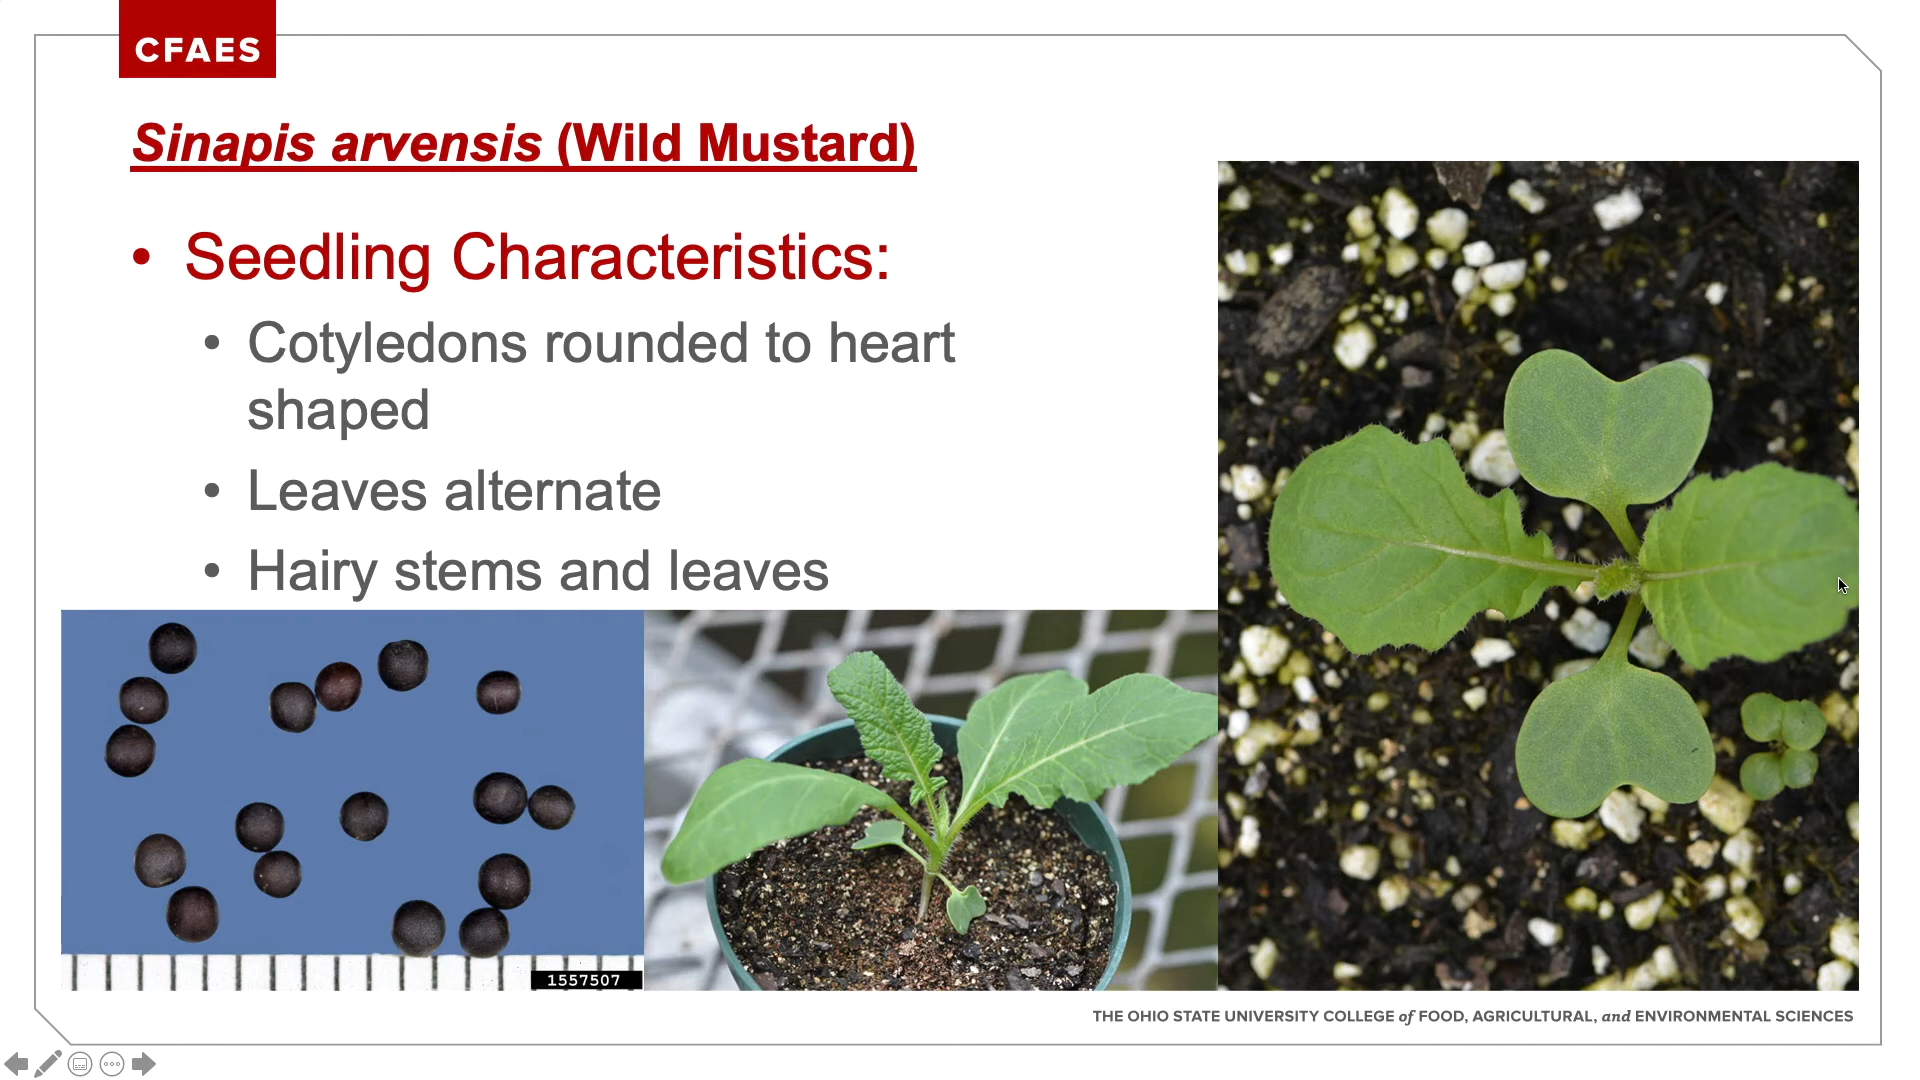 CFAES
Sinapis arvensis (Wild Mustard)
• Seedling Characteristics:
• Cotyledons rounded to heart
shaped
• Leaves alternate
• Hairy stems and leaves
1557507
THE OHIO STATE UNIVERSITY COLLEGE of FOOD, AGRICULTURAL, and ENVIRONMENTAL SCIENCES